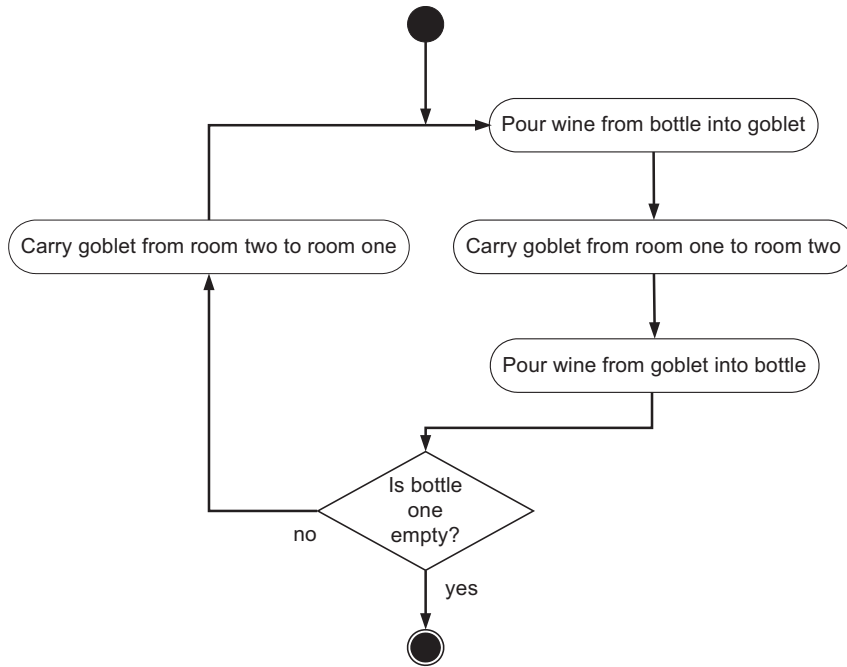 Pour wine from bottle into goblet
Carry goblet from room two to room one
Carry goblet from room one to room two
Pour wine from goblet into bottle
Is bottle
one
empty?
no
yes